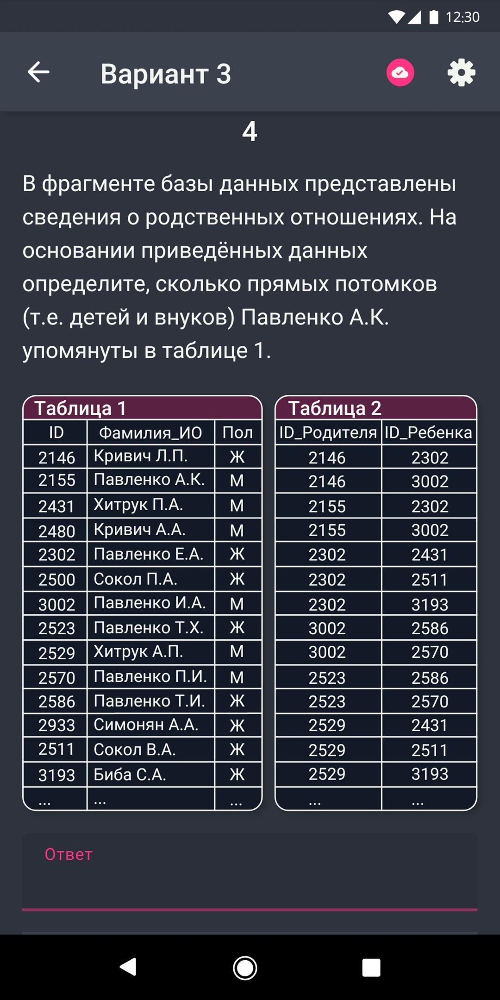 12:30
Вариант 3
4
В фрагменте базы данных представлены
сведения о родственных отношениях. На
основании приведённых данных
определите, сколько прямых потомков
(т.е. детей и внуков) Павленко А.К.
упомянуты в таблице 1.
Таблица 1
ID Фамилия_ИО Пол
2146 Кривич Л.П. Ж
2155 Павленко А.К. М
2431 Хитрук П.А. М
2480 Кривич А.А. М
2302 Павленко Е.А. Ж
2500 Сокол П.А. Ж
3002 Павленко И.А. М
2523 Павленко Т.Х. Ж
2529 Хитрук А.П. М
2570 Павленко П.И. М
2586 Павленко Т.И. Ж
2933 Симонян А.А. Ж
2511 Сокол В.А. Ж
3193 Биба С.А. Ж
... ... ...
Таблица 2
ID_Родителя ID_Ребенка
2146 2302
2146 3002
2155 2302
2155 3002
2302 2431
2302 2511
2302 3193
3002 2586
3002 2570
2523 2586
2523 2570
2529 2431
2529 2511
2529 3193
... ...
Ответ